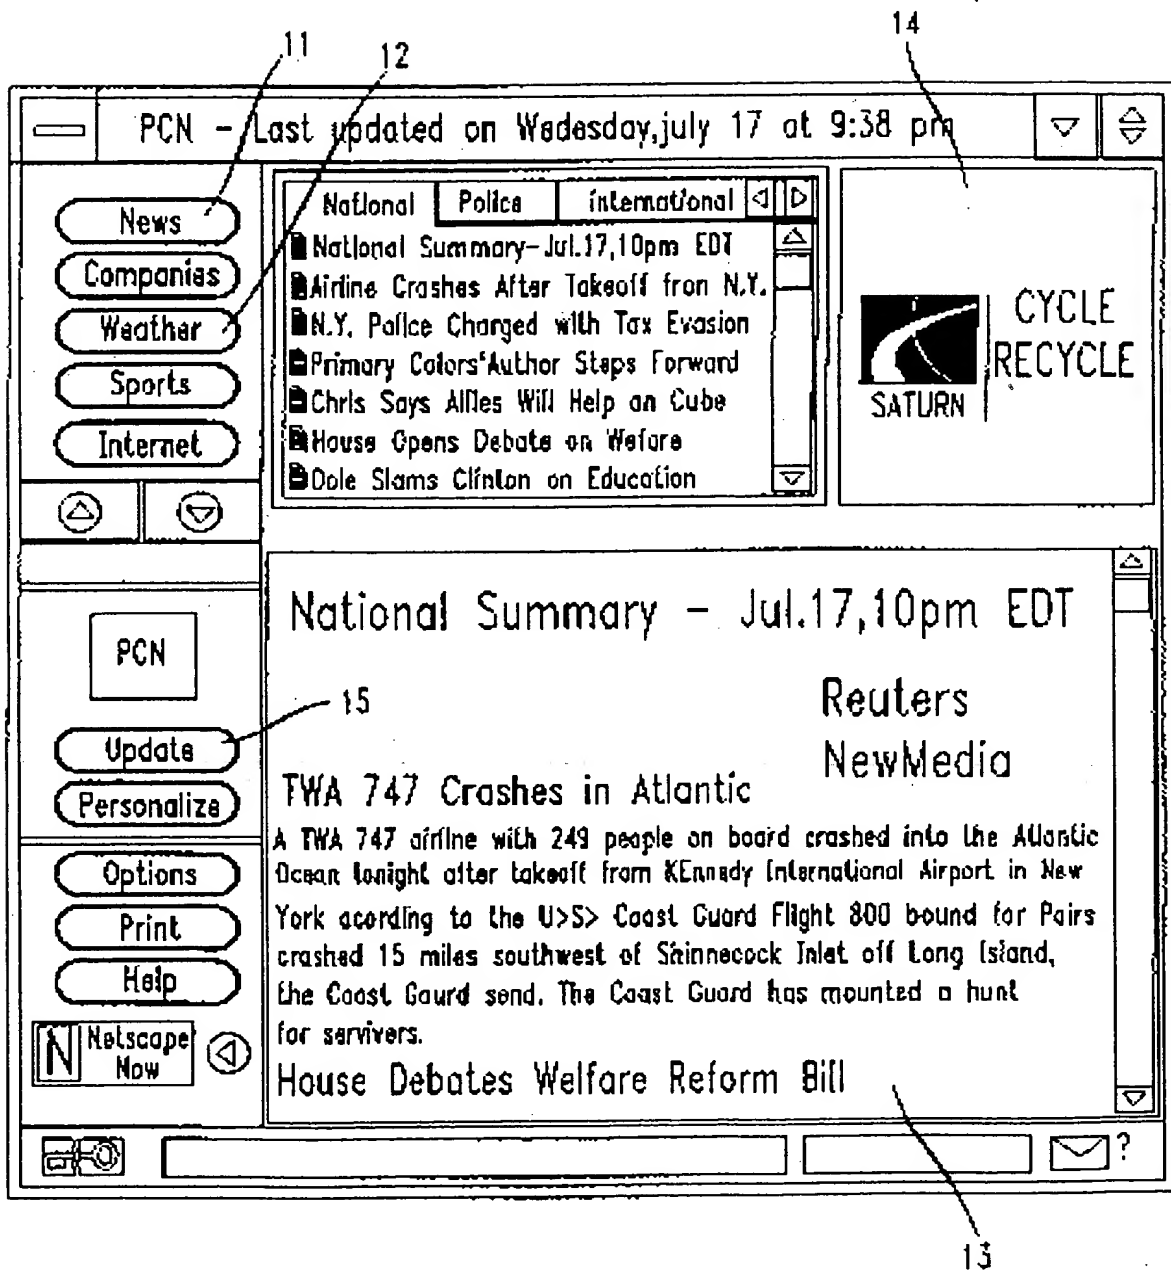 11
12
14
PCN - Last updated on Wedesday,july 17 at 9:38 pm
News
Companies
Weather
Sports
Internet
National Police international
National Summary-Jul.17,10pm EDT
Airline Crashes After Takeoff fron N.Y.
N.Y. Police Charged with Tax Evasion
Primary Colors'Author Steps Forward
Chris Says Allies Will Help on Cube
House Opens Debate on Wefare
Dole Slams Clinton on Education
CYCLE
RECYCLE
SATURN
PCN
15
Update
Personalize
Options
Print
Help
N Netscape
Now
National Summary - Jul.17,10pm EDT
Reuters
NewMedia
TWA 747 Crashes in Atlantic
A TWA 747 airline with 249 people on board crashed into the Atlantic
Ocean tonight after takeoff from KEnnedy International Airport in New
York acording to the U>S> Coast Guard Flight 800 bound for Pairs
crashed 15 miles southwest of Shinnecock Inlet off Long Island,
the Coast Gaurd send. The Coast Guard has mounted a hunt
for servivers.
House Debates Welfare Reform Bill
?
13